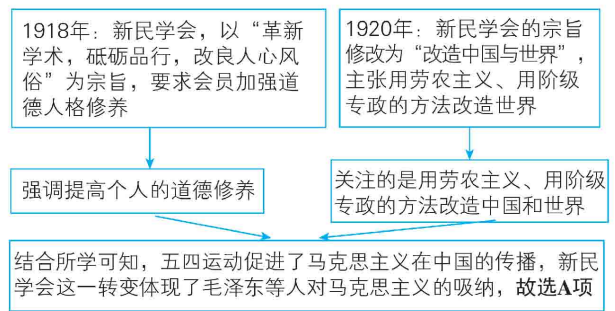 1918年：新民学会，以“革新
学术，砥砺品行，改良人心风
俗”为宗旨，要求会员加强道
德人格修养
1920年：新民学会的宗旨
修改为“改造中国与世界”，
主张用劳农主义、用阶级
专政的方法改造世界
强调提高个人的道德修养
关注的是用劳农主义、用阶级
专政的方法改造中国和世界
结合所学可知，五四运动促进了马克思主义在中国的传播，新民
学会这一转变体现了毛泽东等人对马克思主义的吸纳，故选A项